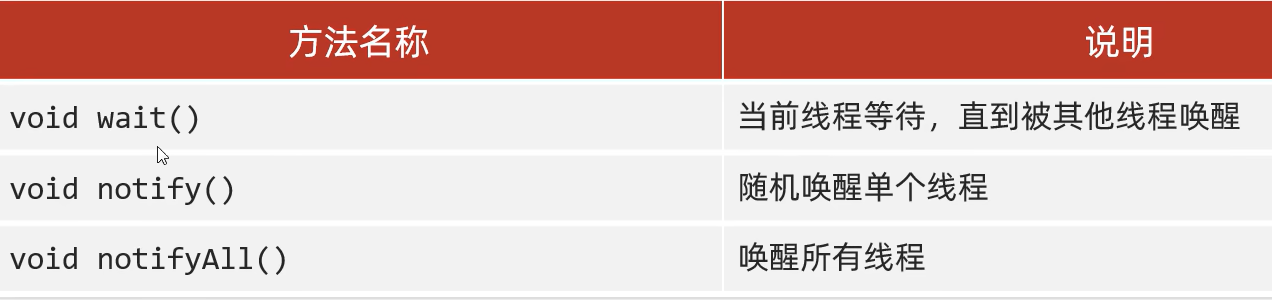 方法名称 说明
void wait() 当前线程等待，直到被其他线程唤醒
void notify() 随机唤醒单个线程
void notifyAll() 唤醒所有线程